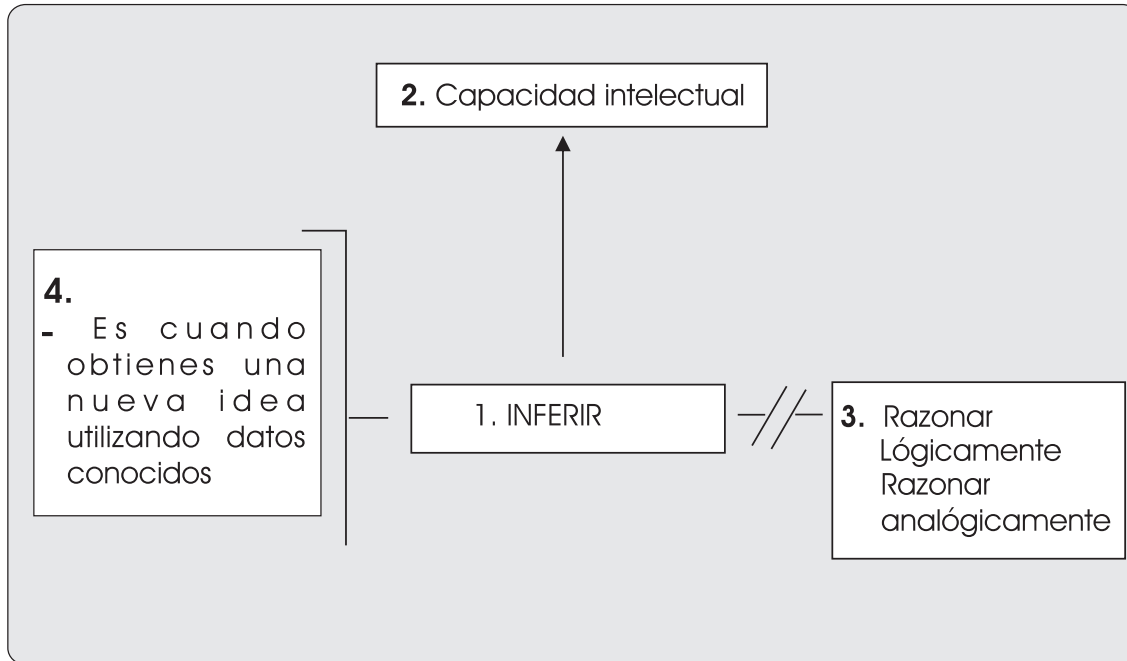 2. Capacidad intelectual
4.
- Es cuando
obtienes una
nueva idea
utilizando datos
conocidos
1. INFERIR
3. Razonar
Lógicamente
Razonar
analógicamente